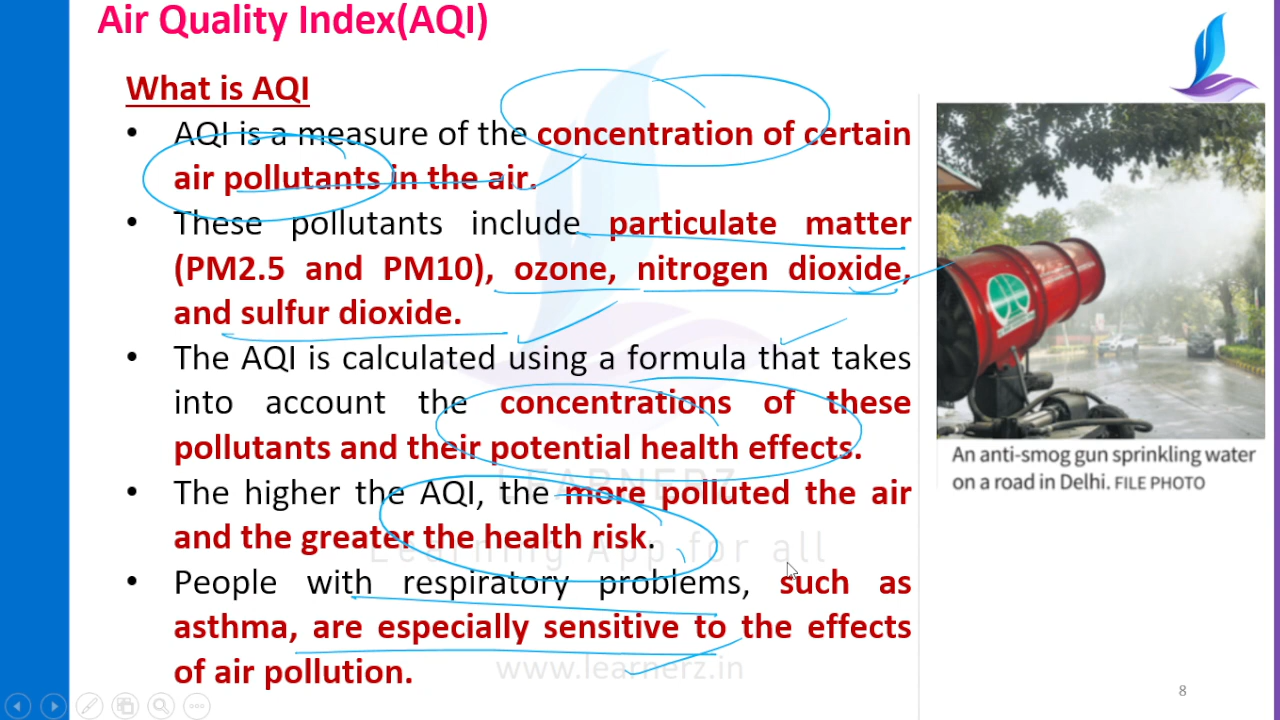 Air Quality Index(AQI)
What is AQI
• AQI is a measure of the concentration of certain
air pollutants in the air.
• These pollutants include particulate matter
(PM2.5 and PM10), ozone, nitrogen dioxide,
and sulfur dioxide.
• The AQI is calculated using a formula that takes
into account the concentrations of these
pollutants and their potential health effects.
• The higher the AQI, the more polluted the air
and the greater the health risk.
• People with respiratory problems, such as
asthma, are especially sensitive to the effects
of air pollution.
An anti-smog gun sprinkling water
on a road in Delhi. FILE PHOTO
LEARNERZ
Learning App for all
www.learnerz.in
8